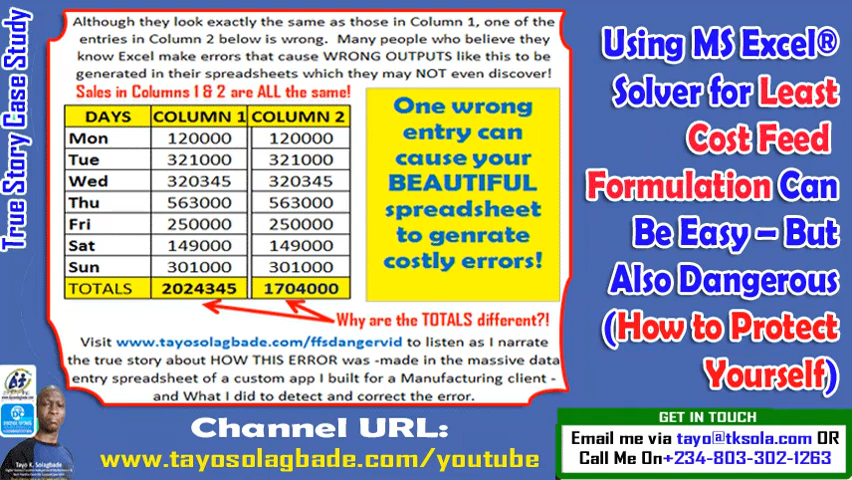 True Story Case Study
Although they look exactly the same as those in Column 1, one of the
entries in Column 2 below is wrong. Many people who believe they
know Excel make errors that cause WRONG OUTPUTS like this to be
generated in their spreadsheets which they may NOT even discover!
Sales in Columns 1 & 2 are ALL the same!
DAYS COLUMN 1 COLUMN 2
Mon 120000 120000
Tue 321000 321000
Wed 320345 320345
Thu 563000 563000
Fri 250000 250000
Sat 149000 149000
Sun 301000 301000
TOTALS 2024345 1704000
One wrong
entry can
cause your
BEAUTIFUL
spreadsheet
to genrate
costly errors!
Why are the TOTALS different?!
Visit www.tayosolagbade.com/ffsdangervid to listen as I narrate
the true story about HOW THIS ERROR was -made in the massive data
entry spreadsheet of a custom app I built for a Manufacturing client -
and What I did to detect and correct the error.
Using MS Excel®
Solver for Least
Cost Feed
Formulation Can
Be Easy – But
Also Dangerous
(How to Protect
Yourself)
Tayo K. Solagbade
Channel URL:
www.tayosolagbade.com/youtube
GET IN TOUCH
Email me via tayo@tksola.com OR
Call Me On+234-803-302-1263